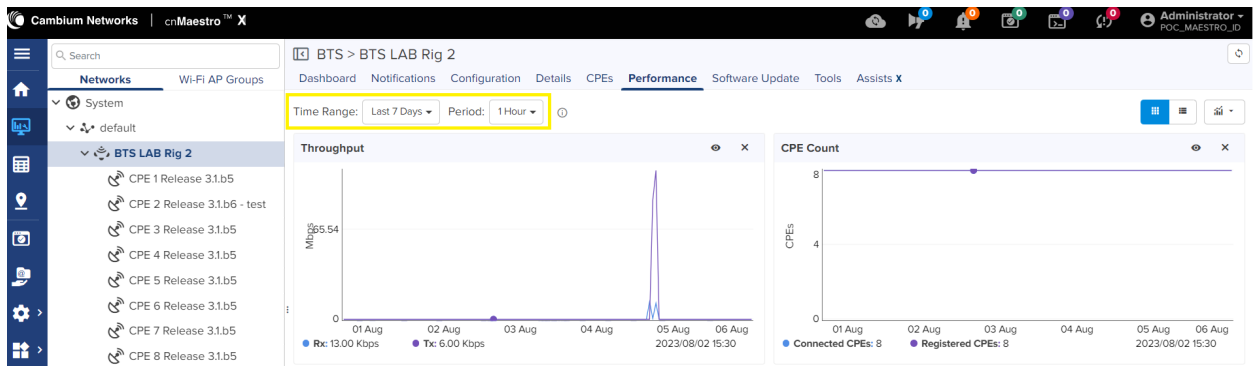 Cambium Networks | cnMaestro™ X
0 0 0 0 0
Administrator
POC_MAESTRO_ID
Search
Networks Wi-Fi AP Groups
System
default
BTS LAB Rig 2
CPE 1 Release 3.1.b5
CPE 2 Release 3.1.b6 - test
CPE 3 Release 3.1.b5
CPE 4 Release 3.1.b5
CPE 5 Release 3.1.b5
CPE 6 Release 3.1.b5
CPE 7 Release 3.1.b5
CPE 8 Release 3.1.b5
BTS > BTS LAB Rig 2
Dashboard Notifications Configuration Details CPEs Performance Software Update Tools Assists X
Time Range: Last 7 Days Period: 1 Hour
Throughput
Mbps
65.54
0
01 Aug 02 Aug 03 Aug 04 Aug 05 Aug 06 Aug
Rx: 13.00 Kbps Tx: 6.00 Kbps 2023/08/02 15:30
CPE Count
CPEs
8
4
0
01 Aug 02 Aug 03 Aug 04 Aug 05 Aug 06 Aug
Connected CPEs: 8 Registered CPEs: 8 2023/08/02 15:30